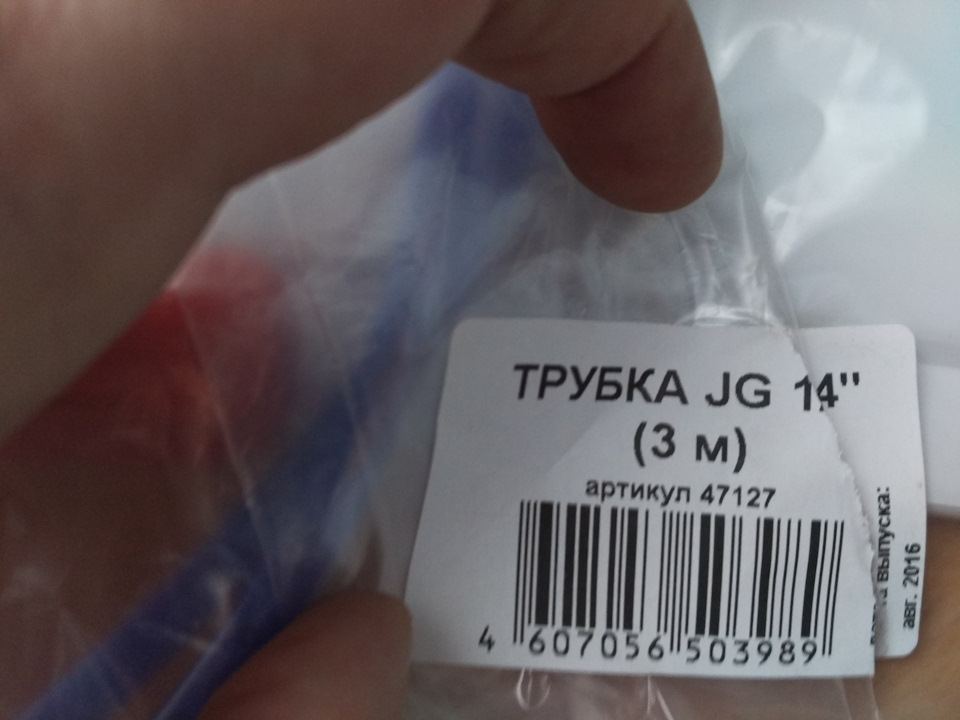 ТРУБКА JG 14"
(3 м)
артикул 47127
4 607056 503989
выпуска:
авг. 2016